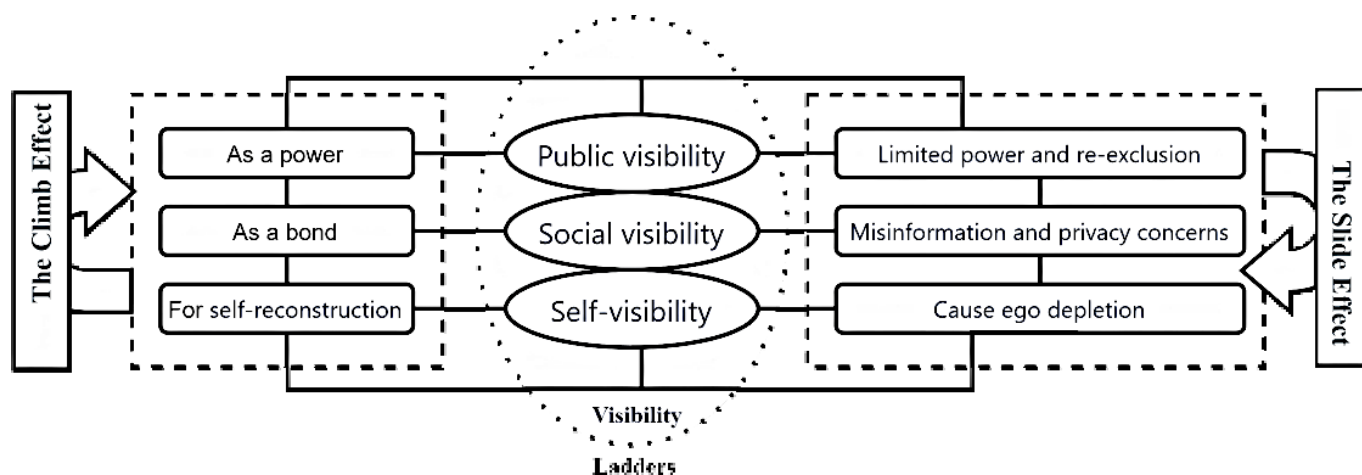 The Climb Effect
As a power
Public visibility
Limited power and re-exclusion
As a bond
Social visibility
Misinformation and privacy concerns
For self-reconstruction
Self-visibility
Cause ego depletion
The Slide Effect
Visibility
Ladders